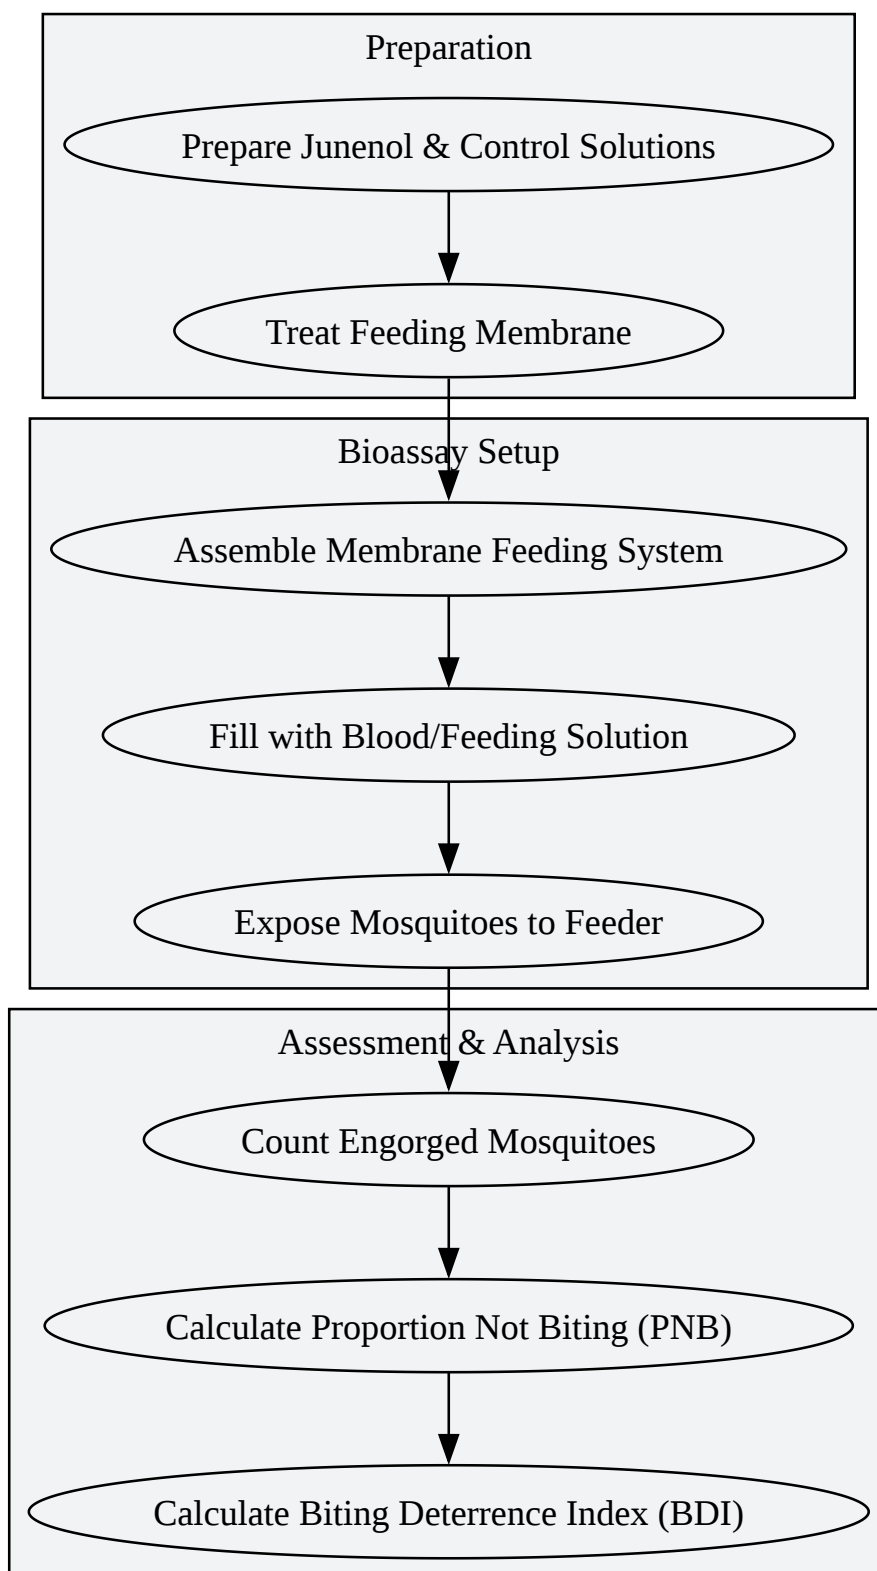 Preparation
Prepare Junenol & Control Solutions
Treat Feeding Membrane
Bioassay Setup
Assemble Membrane Feeding System
Fill with Blood/Feeding Solution
Expose Mosquitoes to Feeder
Assessment & Analysis
Count Engorged Mosquitoes
Calculate Proportion Not Biting (PNB)
Calculate Biting Deterrence Index (BDI)